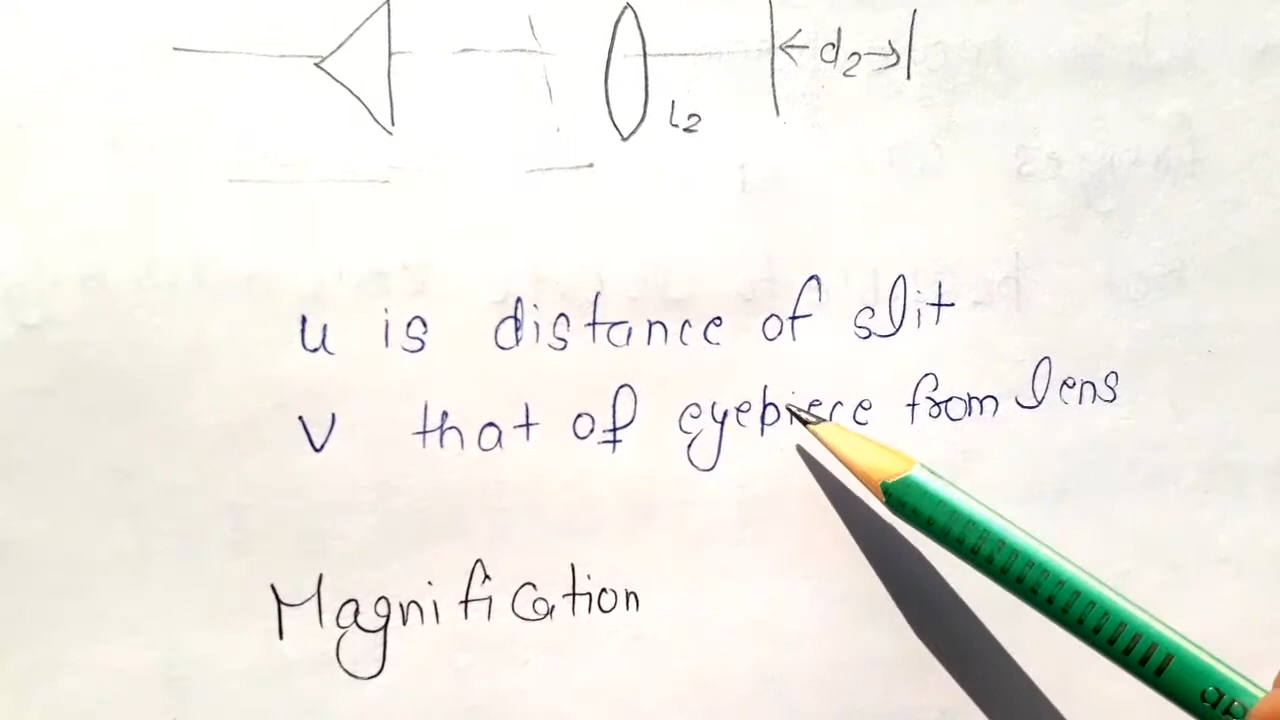 d2
L2
u is distance of slit
v that of eyepiece from lens
Magnification